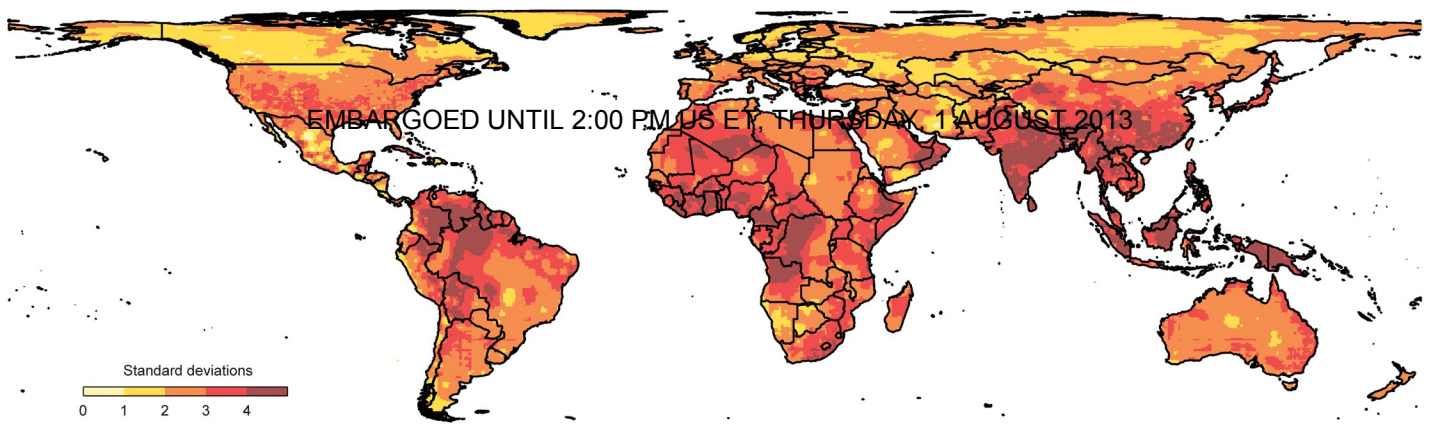 EMBARGOED UNTIL 2:00 PM US ET, THURSDAY, 1 AUGUST 2013
Standard deviations
0 1 2 3 4